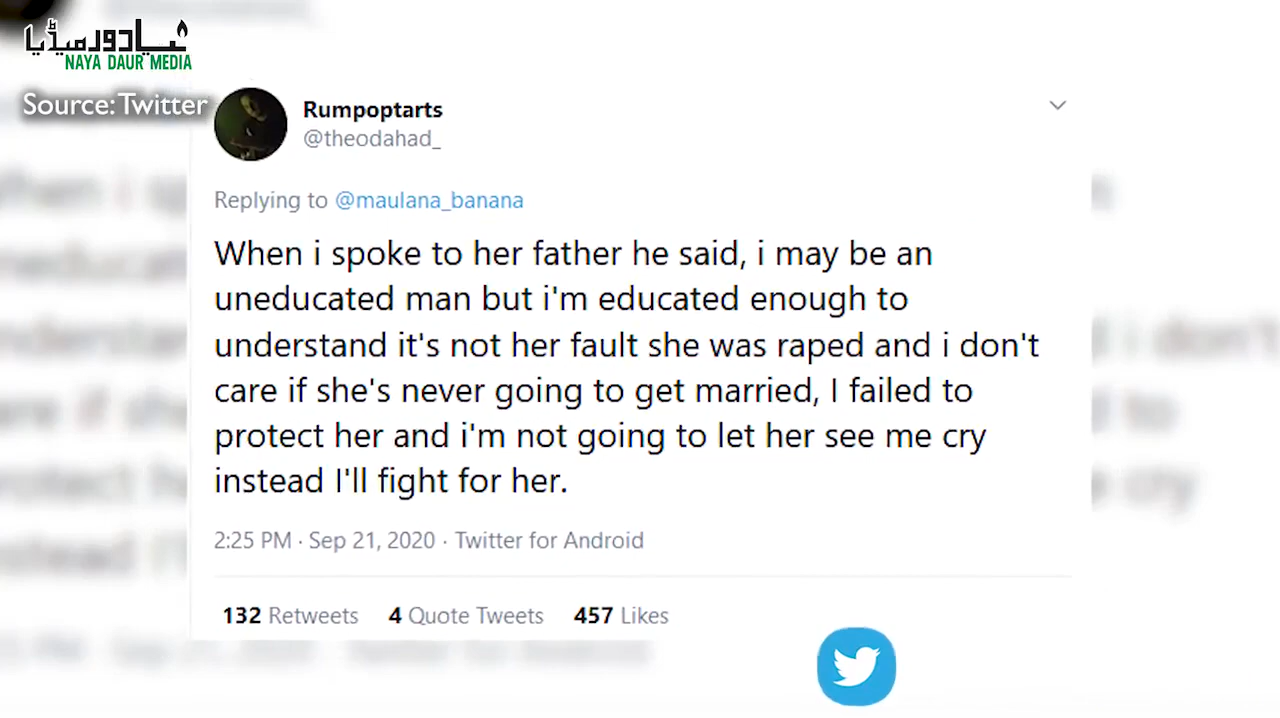 نیادور میڈیا
NAYA DAUR MEDIA
Source: Twitter
Rumpoptarts
@theodahad_
Replying to @maulana_banana
When i spoke to her father he said, i may be an
uneducated man but i'm educated enough to
understand it's not her fault she was raped and i don't
care if she's never going to get married, I failed to
protect her and i'm not going to let her see me cry
instead I'll fight for her.
2:25 PM · Sep 21, 2020 · Twitter for Android
132 Retweets 4 Quote Tweets 457 Likes